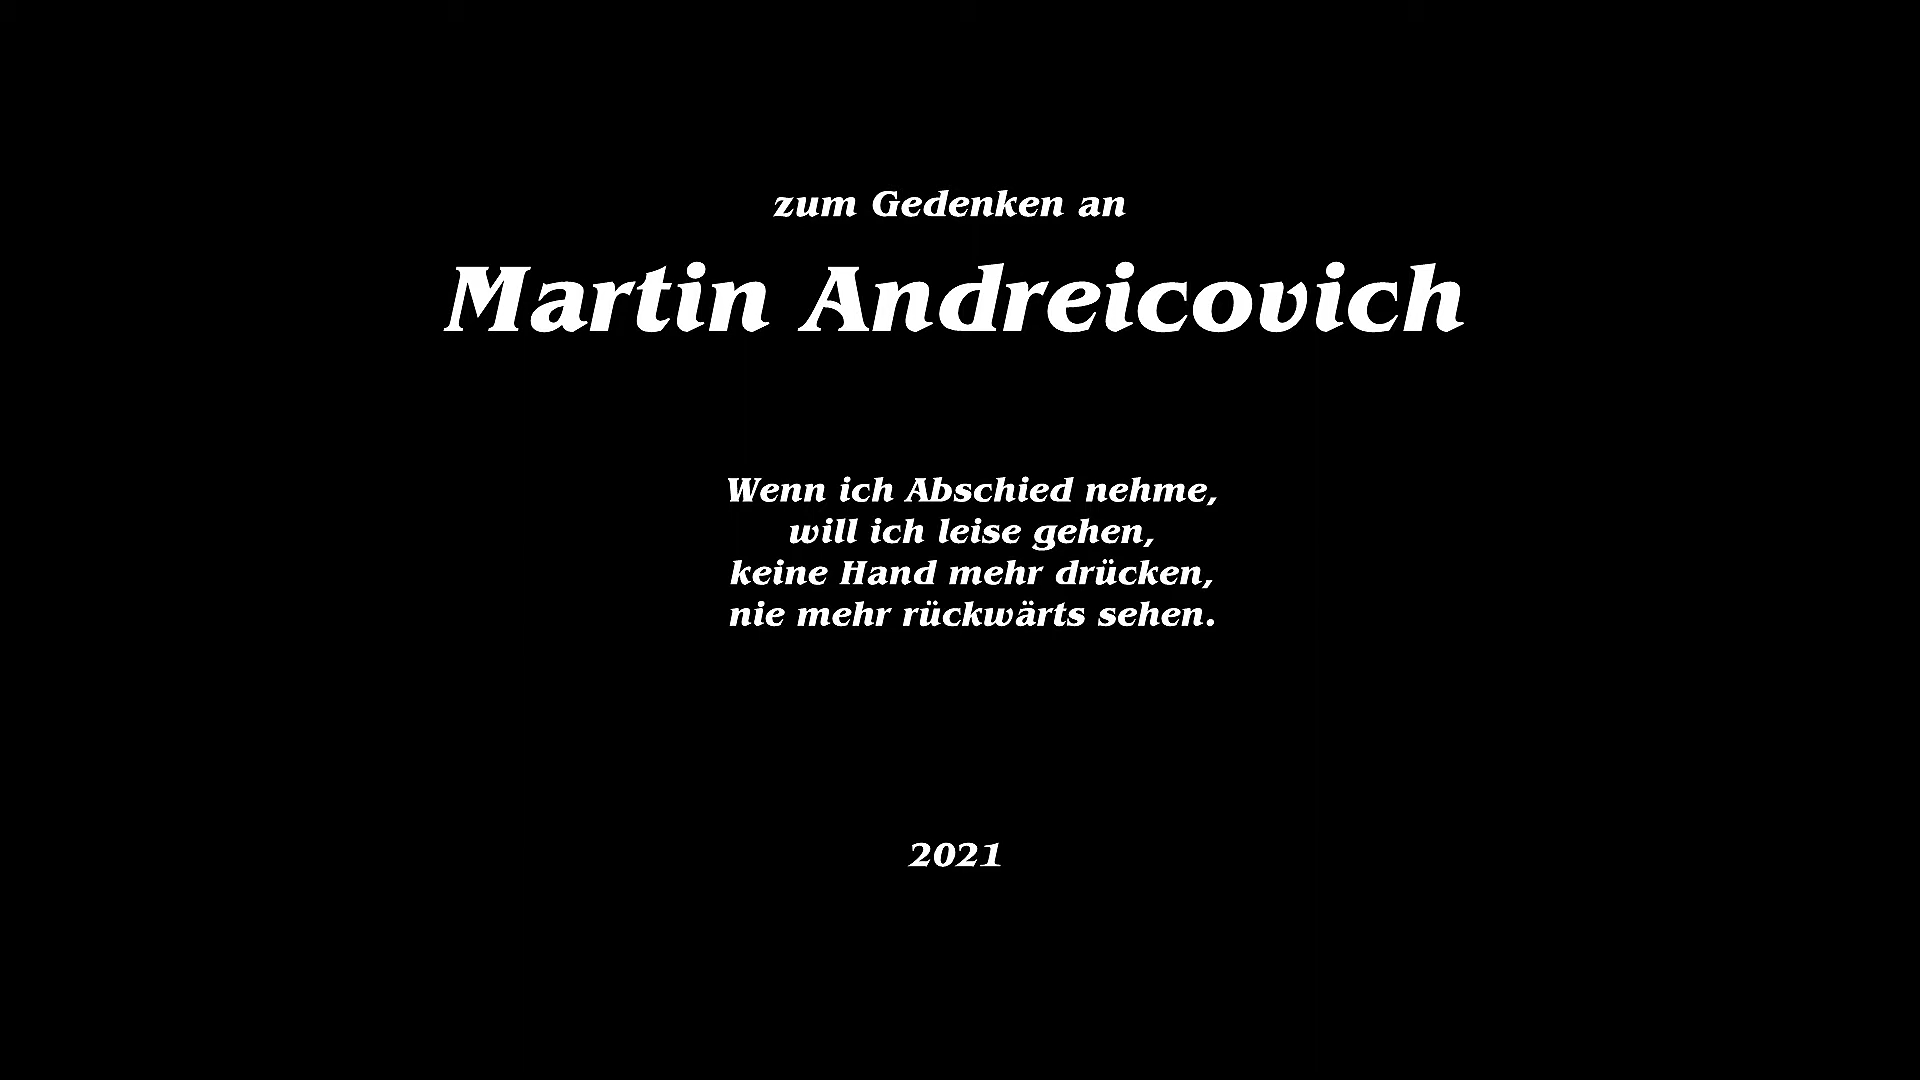 zum Gedenken an
Martin Andreicovich
Wenn ich Abschied nehme,
will ich leise gehen,
keine Hand mehr drücken,
nie mehr rückwärts sehen.
2021